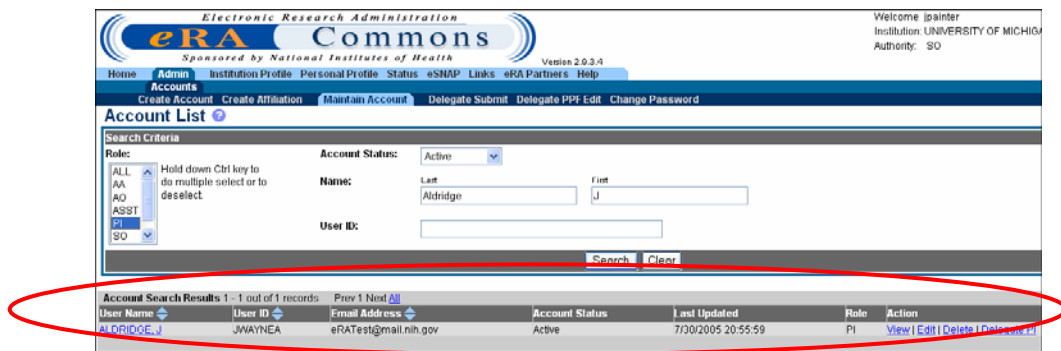 Electronic Research Administration
eRA Commons
Sponsored by National Institutes of Health
Version 2.9.3.4
Welcome jpainter
Institution: UNIVERSITY OF MICHIGA
Authority: SO
Home Admin Institution Profile Personal Profile Status eSNAP Links eRA Partners Help
Accounts
Create Account Create Affiliation Maintain Account Delegate Submit Delegate PPF Edit Change Password
Account List
Search Criteria
Role: Account Status: Active
ALL
AA
AO
ASST
PI
SO
Hold down Ctrl key to
do multiple select or to
deselect.
Name: Last First
Aldridge J
User ID:
Search Clear
Account Search Results 1 - 1 out of 1 records Prev 1 Next All
User Name User ID Email Address Account Status Last Updated Role Action
ALDRIDGE, J JWAYNEA eRATest@mail.nih.gov Active 7/30/2005 20:55:59 PI View | Edit | Delete | Delegate PI